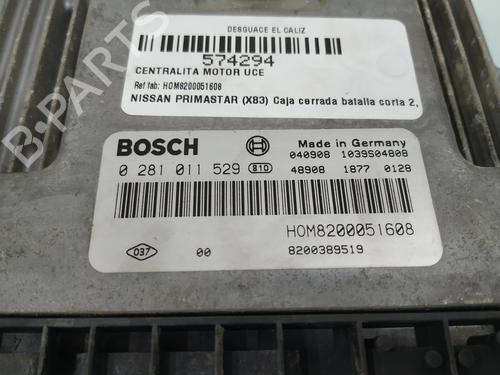 DESGUACE EL CALIZ
574294
CENTRALITA MOTOR UCE
Ref fab: HOM8200051608
NISSAN PRIMASTAR (X83) Caja cerrada batalla corta 2,
BOSCH
Made in Germany
040908 1039S04808
0 281 011 529 810
48908 1877 0128
HOM8200051608
037 00 8200389519